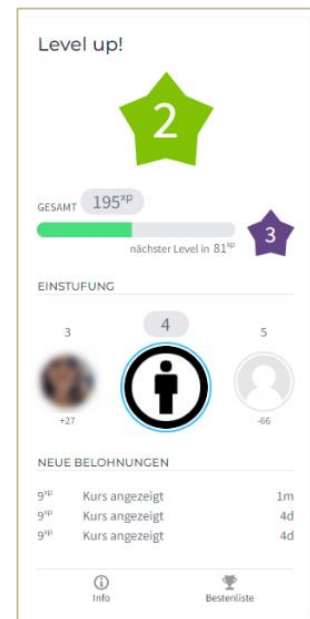 Level up!
2
GESAMT 195xp
3
nächster Level in 81xp
EINSTUFUNG
3 4 5
+27 -66
NEUE BELOHNUNGEN
9xp Kurs angezeigt 1m
9xp Kurs angezeigt 4d
9xp Kurs angezeigt 4d
Info Bestenliste